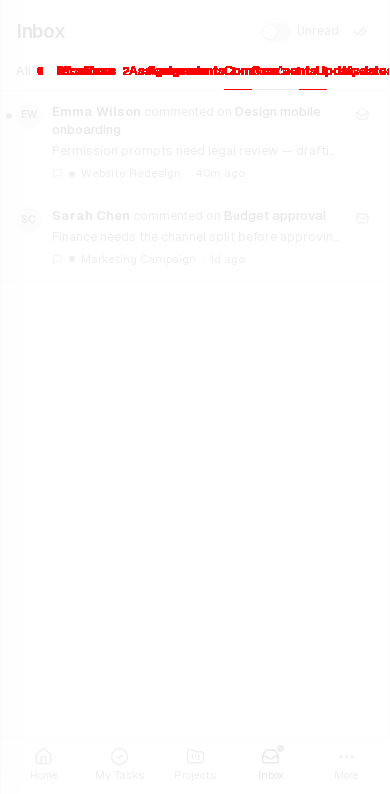 Inbox
Unread
All
Emma Wilson commented on Design mobile
onboarding
EW
Permission prompts need legal review — drafti...
Website Redesign · 40m ago
Sarah Chen commented on Budget approval
SC
Finance needs the channel split before approvin...
Marketing Campaign · 1d ago
Home
My Tasks
Projects
Inbox
More